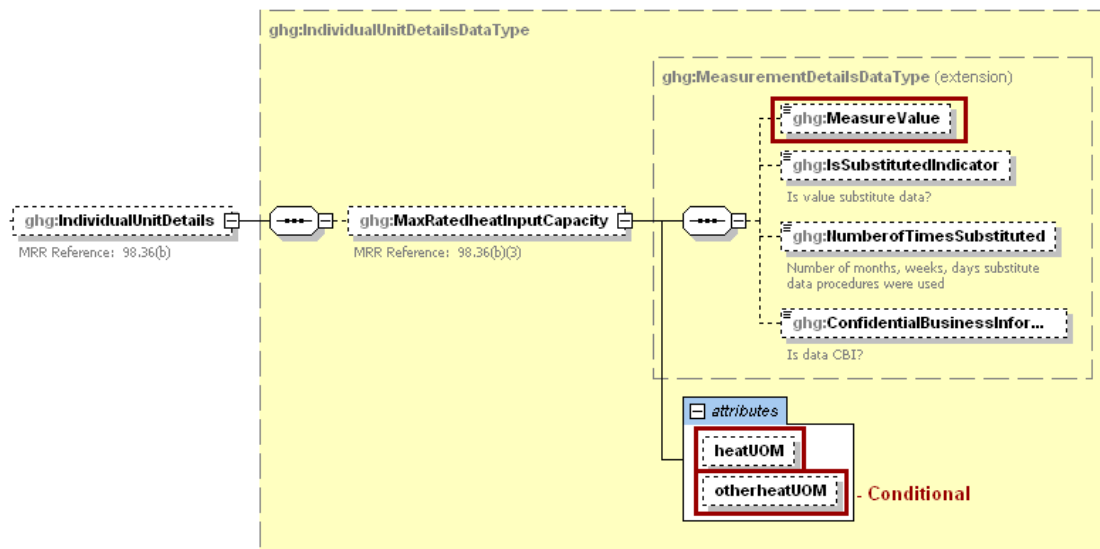 ghg:IndividualUnitDetailsDataType
ghg:MeasurementDetailsDataType (extension)
ghg:MeasureValue
ghg:IsSubstitutedIndicator
Is value substitute data?
ghg:IndividualUnitDetails
MRR Reference: 98.36(b)
ghg:MaxRatedheatInputCapacity
MRR Reference: 98.36(b)(3)
ghg:NumberofTimesSubstituted
Number of months, weeks, days substitute
data procedures were used
ghg:ConfidentialBusinessInfor...
Is data CBI?
attributes
heatUOM
otherheatUOM
- Conditional